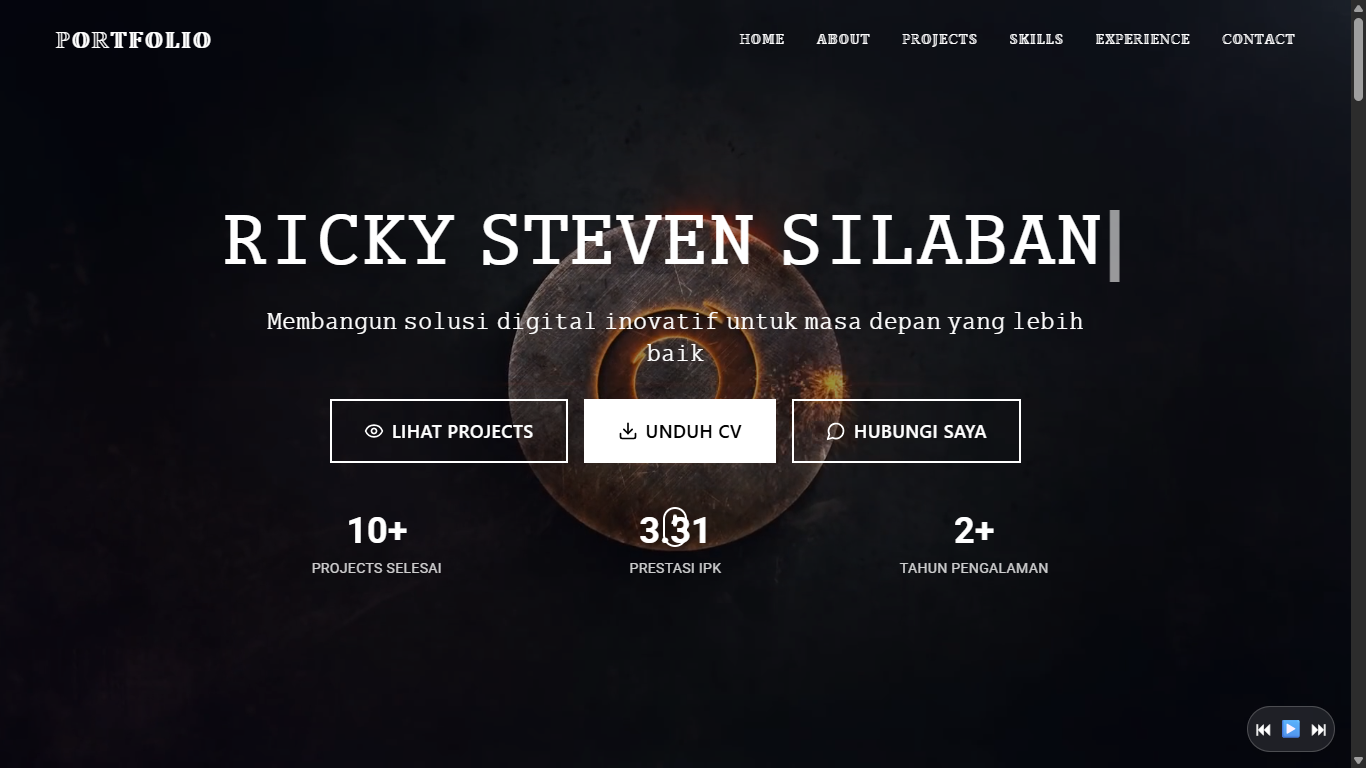 PORTFOLIO
HOME ABOUT PROJECTS SKILLS EXPERIENCE CONTACT
RICKY STEVEN SILABAN
Membangun solusi digital inovatif untuk masa depan yang lebih
baik
LIHAT PROJECTS
UNDUH CV
HUBUNGI SAYA
10+
PROJECTS SELESAI
3.31
PRESTASI IPK
2+
TAHUN PENGALAMAN